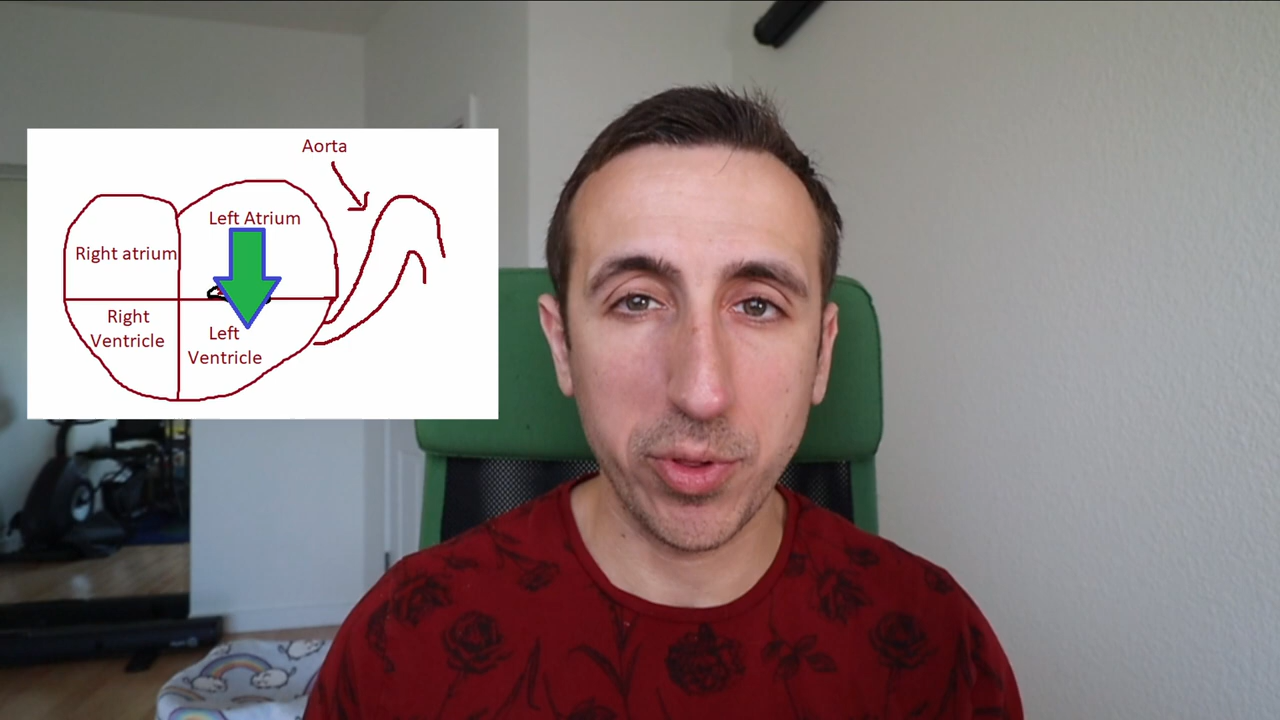 Aorta
Left Atrium
Right atrium
Right
Ventricle
Left
Ventricle